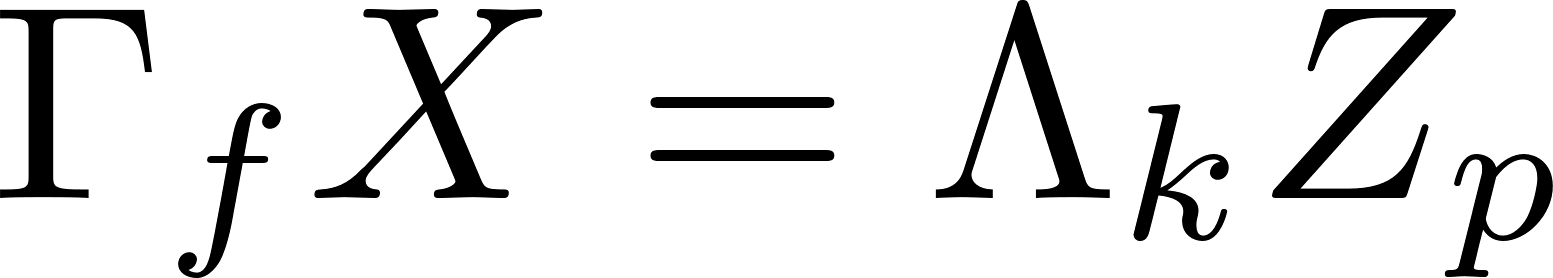 Γ_f X = Λ_k Z_p